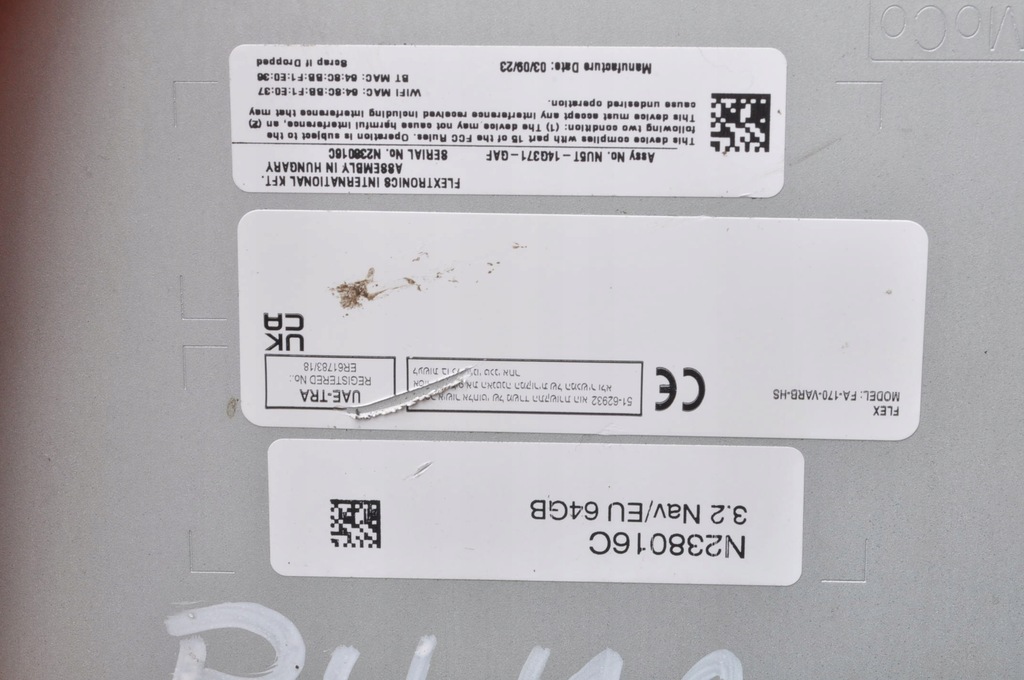 N238016C
3.2 Nav/EU 64GB
FLEX
MODEL: FA-170-VARB-HS
CE
51-62932
UAE-TRA
REGISTERED No.:
ER61783/18
UK
CA
FLEXTRONICS INTERNATIONAL KFT.
ASSEMBLY IN HUNGARY
Assy No. NU5T-14G371-GAF SERIAL No. N238016C
This device complies with part 15 of the FCC Rules. Operation is subject to the
following two condition: (1) The device may not cause harmful interference, an (2)
This device must accept any interference received including interference that may
cause undesired operation.
WIFI MAC: 64:8C:BB:F1:E0:37
BT MAC: 64:8C:BB:F1:E0:36
Manufacture Date: 03/09/23
Scrap if Dropped
MoCo
PUMA